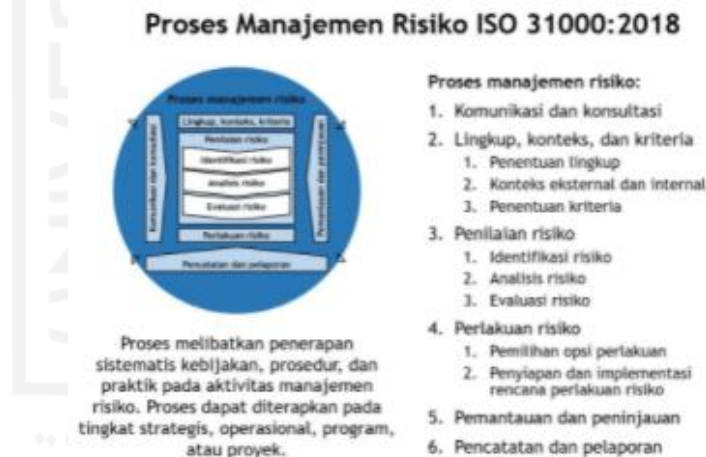 Proses Manajemen Risiko ISO 31000:2018
Proses manajemen risiko
Lingkup, konteks, kriteria
Penilaian risiko
Identifikasi risiko
Analisis risiko
Evaluasi risiko
Perlakuan risiko
Komunikasi dan konsultasi
Pemantauan dan peninjauan
Pencatatan dan pelaporan
Proses melibatkan penerapan
sistematis kebijakan, prosedur, dan
praktik pada aktivitas manajemen
risiko. Proses dapat diterapkan pada
tingkat strategis, operasional, program,
atau proyek.
Proses manajemen risiko:
1. Komunikasi dan konsultasi
2. Lingkup, konteks, dan kriteria
1. Penentuan lingkup
2. Konteks eksternal dan internal
3. Penentuan kriteria
3. Penilaian risiko
1. Identifikasi risiko
2. Analisis risiko
3. Evaluasi risiko
4. Perlakuan risiko
1. Pemilihan opsi perlakuan
2. Penyiapan dan implementasi
rencana perlakuan risiko
5. Pemantauan dan peninjauan
6. Pencatatan dan pelaporan